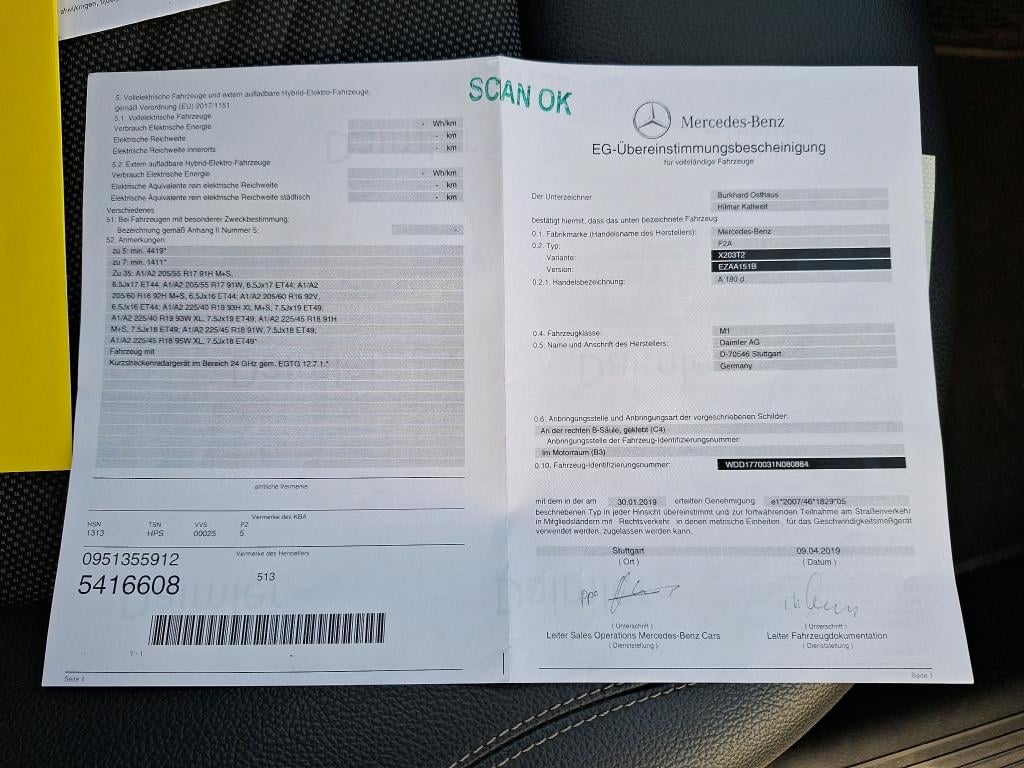 5. Vollelektrische Fahrzeuge und extern aufladbare Hybrid-Elektro-Fahrzeuge,
gemäß Verordnung (EU) 2017/1151
5.1. Vollelektrische Fahrzeuge
Verbrauch Elektrische Energie - Wh/km
Elektrische Reichweite - km
Elektrische Reichweite innerorts - km
5.2. Extern aufladbare Hybrid-Elektro-Fahrzeuge
Verbrauch Elektrische Energie - Wh/km
Elektrische Äquivalente rein elektrische Reichweite - km
Elektrische Äquivalente rein elektrische Reichweite städtisch - km
Verschiedenes
51. Bei Fahrzeugen mit besonderer Zweckbestimmung:
Bezeichnung gemäß Anhang II Nummer 5: -
52. Anmerkungen:
zu 5: min. 4419*
zu 7: min. 1411*
Zu 35: A1/A2 205/55 R17 91H M+S,
6.5Jx17 ET44; A1/A2 205/55 R17 91W, 6.5Jx17 ET44; A1/A2
205/60 R16 92H M+S, 6.5Jx16 ET44; A1/A2 205/60 R16 92V,
6.5Jx16 ET44; A1/A2 225/40 R19 93H XL M+S, 7.5Jx19 ET49,
A1/A2 225/40 R19 93W XL, 7.5Jx19 ET49; A1/A2 225/45 R18 91H
M+S, 7.5Jx18 ET49; A1/A2 225/45 R18 91W, 7.5Jx18 ET49;
A1/A2 225/45 R18 95W XL, 7.5Jx18 ET49*
Fahrzeug mit
Kurzstreckenradargerät im Bereich 24 GHz gem. EGTG 12.7.1.*
amtliche Vermerke
Vermerke des KBA
HSN TSN VVS PZ
1313 HPS 00025 5
Vermerke des Herstellers
0951355912
5416608 513
T - 1
Seite 4
SCAN OK
Mercedes-Benz
EG-Übereinstimmungsbescheinigung
für vollständige Fahrzeuge
Der Unterzeichner Burkhard Osthaus
Hilmar Kallweit
bestätigt hiermit, dass das unten bezeichnete Fahrzeug
0.1. Fabrikmarke (Handelsname des Herstellers): Mercedes-Benz
0.2. Typ: F2A
Variante: X203T2
Version: EZAA151B
0.2.1. Handelsbezeichnung: A 180 d
0.4. Fahrzeugklasse: M1
0.5. Name und Anschrift des Herstellers: Daimler AG
D-70546 Stuttgart
Germany
0.6. Anbringungsstelle und Anbringungsart der vorgeschriebenen Schilder:
An der rechten B-Säule, geklebt (C4)
Anbringungsstelle der Fahrzeug-Identifizierungsnummer:
im Motorraum (B3)
0.10. Fahrzeug-Identifizierungsnummer: WDD1770031N080884
mit dem in der am 30.01.2019 erteilten Genehmigung e1*2007/46*1829*05
beschriebenen Typ in jeder Hinsicht übereinstimmt und zur fortwährenden Teilnahme am Straßenverkehr
in Mitgliedsländern mit Rechtsverkehr in denen metrische Einheiten für das Geschwindigkeitsmeßgerät
verwendet werden, zugelassen werden kann.
Stuttgart 09.04.2019
( Ort ) ( Datum )
ppa
( Unterschrift ) ( Unterschrift )
Leiter Sales Operations Mercedes-Benz Cars Leiter Fahrzeugdokumentation
( Dienststellung ) ( Dienststellung )
Seite 1